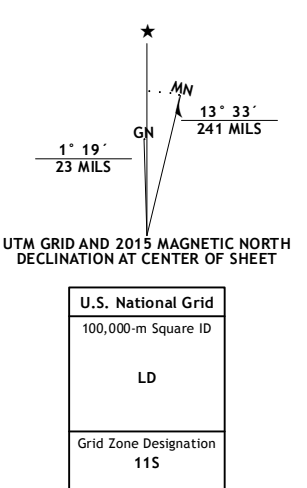 ★
MN
GN
13° 33´
241 MILS
1° 19´
23 MILS
UTM GRID AND 2015 MAGNETIC NORTH
DECLINATION AT CENTER OF SHEET
U.S. National Grid
100,000-m Square ID
LD
Grid Zone Designation
11S